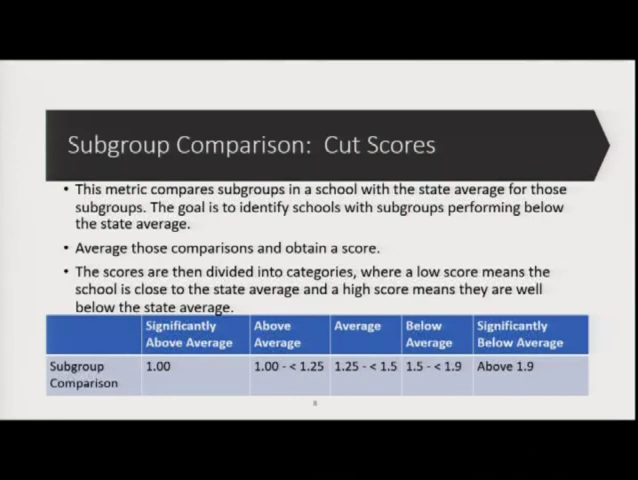 Subgroup Comparison: Cut Scores
• This metric compares subgroups in a school with the state average for those
subgroups. The goal is to identify schools with subgroups performing below
the state average.
• Average those comparisons and obtain a score.
• The scores are then divided into categories, where a low score means the
school is close to the state average and a high score means they are well
below the state average.
Significantly Above Average Above Average Average Below Average Significantly Below Average
Subgroup Comparison 1.00 1.00 - < 1.25 1.25 - < 1.5 1.5 - < 1.9 Above 1.9
8